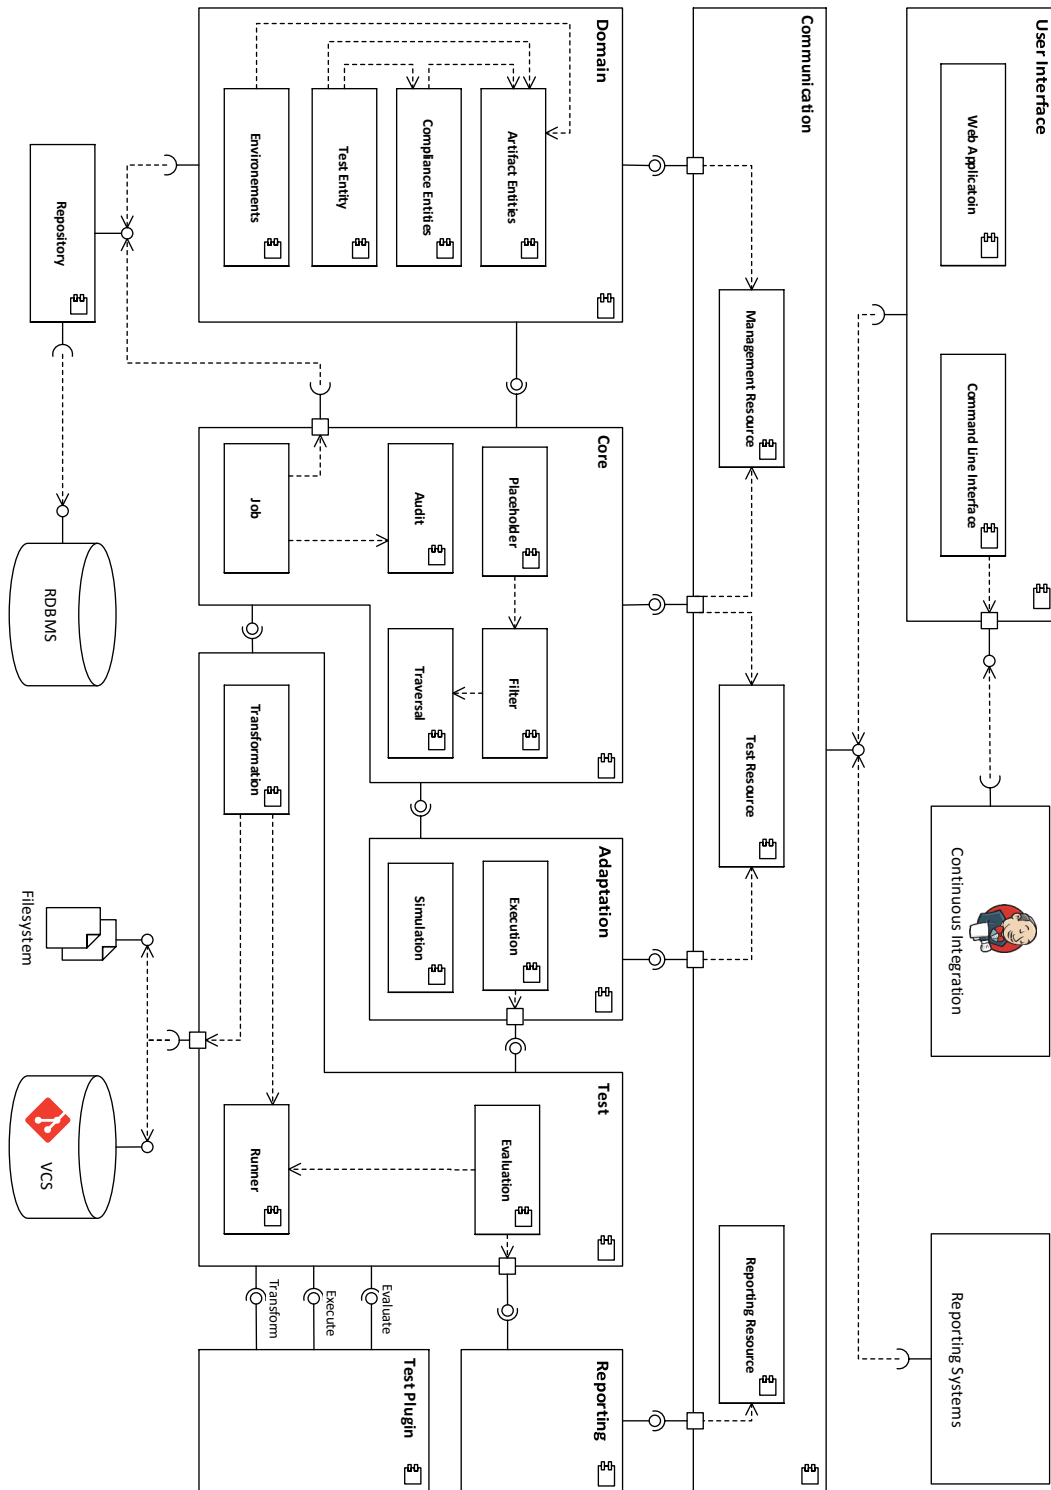 User Interface
Web Applicatoin
Command Line Interface
Continuous Integration
Reporting Systems
Communication
Management Resource
Test Resource
Reporting Resource
Domain
Artifact Entities
Compliance Entities
Test Entity
Environements
Core
Placeholder
Filter
Audit
Traversal
Job
Adaptation
Execution
Simulation
Test
Evaluation
Transformation
Runner
Reporting
Test Plugin
Evaluate
Execute
Transform
Repository
RDBMS
Filesystem
VCS